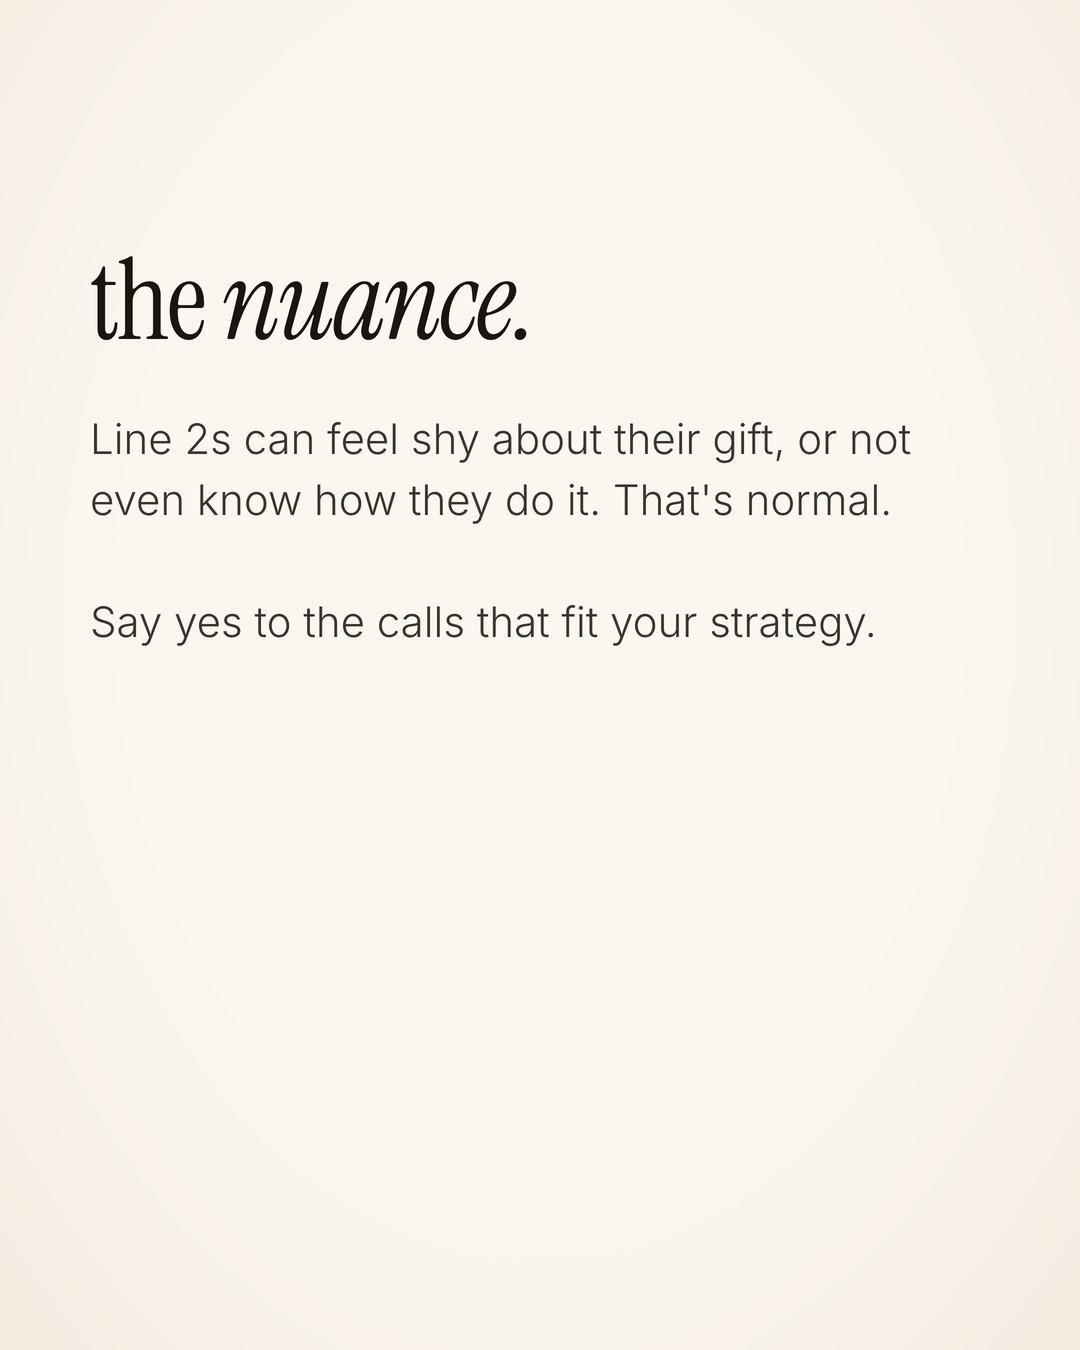 the nuance.
Line 2s can feel shy about their gift, or not
even know how they do it. That's normal.
Say yes to the calls that fit your strategy.